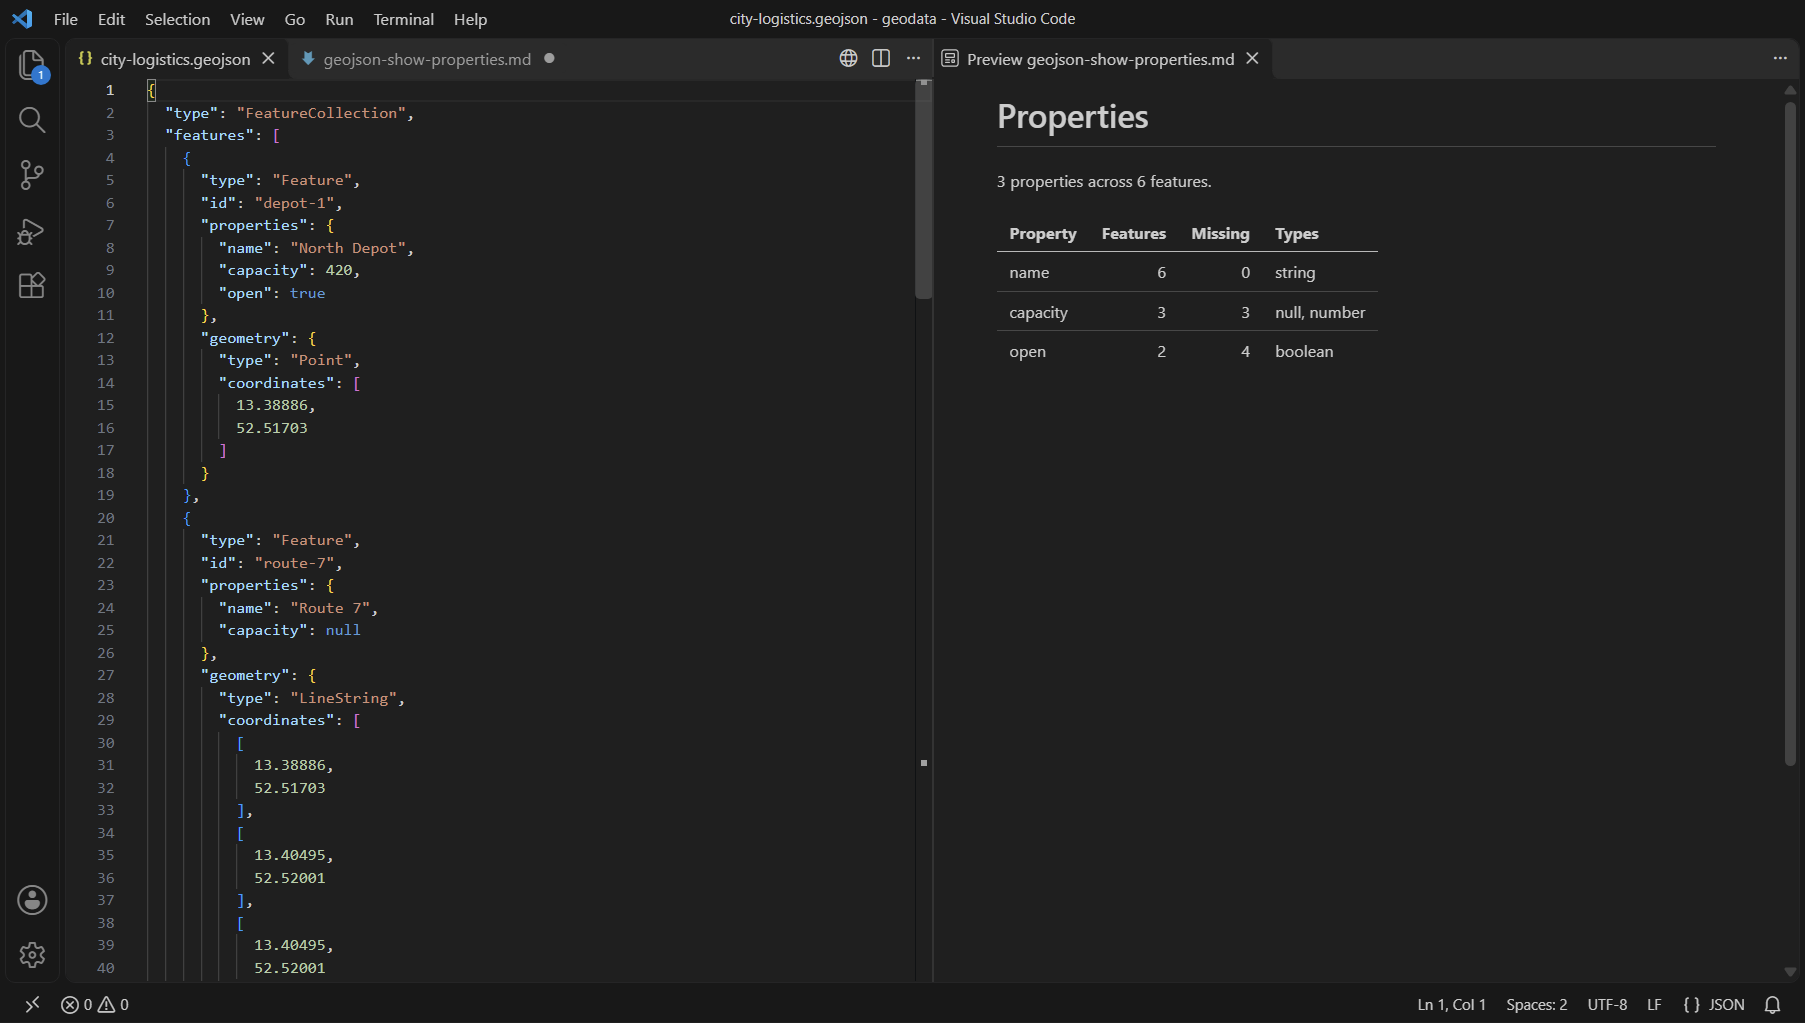 File Edit Selection View Go Run Terminal Help
city-logistics.geojson - geodata - Visual Studio Code
1
{} city-logistics.geojson
geojson-show-properties.md
Preview geojson-show-properties.md
1 {
2 "type": "FeatureCollection",
3 "features": [
4 {
5 "type": "Feature",
6 "id": "depot-1",
7 "properties": {
8 "name": "North Depot",
9 "capacity": 420,
10 "open": true
11 },
12 "geometry": {
13 "type": "Point",
14 "coordinates": [
15 13.38886,
16 52.51703
17 ]
18 }
19 },
20 {
21 "type": "Feature",
22 "id": "route-7",
23 "properties": {
24 "name": "Route 7",
25 "capacity": null
26 },
27 "geometry": {
28 "type": "LineString",
29 "coordinates": [
30 [
31 13.38886,
32 52.51703
33 ],
34 [
35 13.40495,
36 52.52001
37 ],
38 [
39 13.40495,
40 52.52001
Properties
3 properties across 6 features.
Property Features Missing Types
name 6 0 string
capacity 3 3 null, number
open 2 4 boolean
0 0
Ln 1, Col 1 Spaces: 2 UTF-8 LF {} JSON